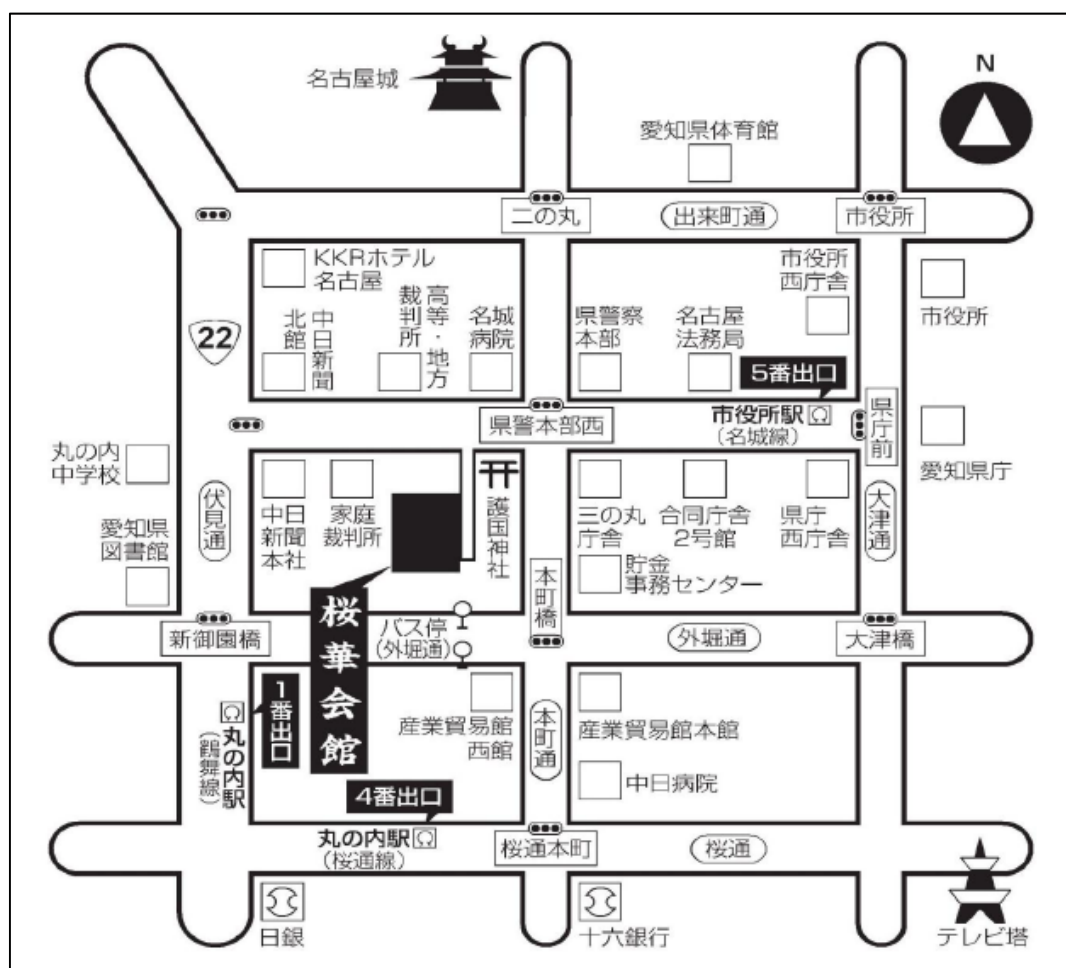 名古屋城
N
愛知県体育館
二の丸
出来町通
市役所
KKRホテル
名古屋
市役所
西庁舎
市役所
22
中日新聞
北館
高等・地方
裁判所
名城
病院
県警察
本部
名古屋
法務局
5番出口
県警本部西
市役所駅
(名城線)
県庁前
愛知県庁
丸の内
中学校
伏見通
中日
新聞
本社
家庭
裁判所
護国神社
三の丸
庁舎
合同庁舎
2号館
県庁
西庁舎
大津通
愛知県
図書館
貯金
事務センター
本町橋
新御園橋
桜華会館
バス停
(外堀通)
外堀通
大津橋
1番出口
丸の内駅
(鶴舞線)
産業貿易館
西館
本町通
産業貿易館本館
中日病院
4番出口
丸の内駅
(桜通線)
桜通本町
桜通
日銀
十六銀行
テレビ塔